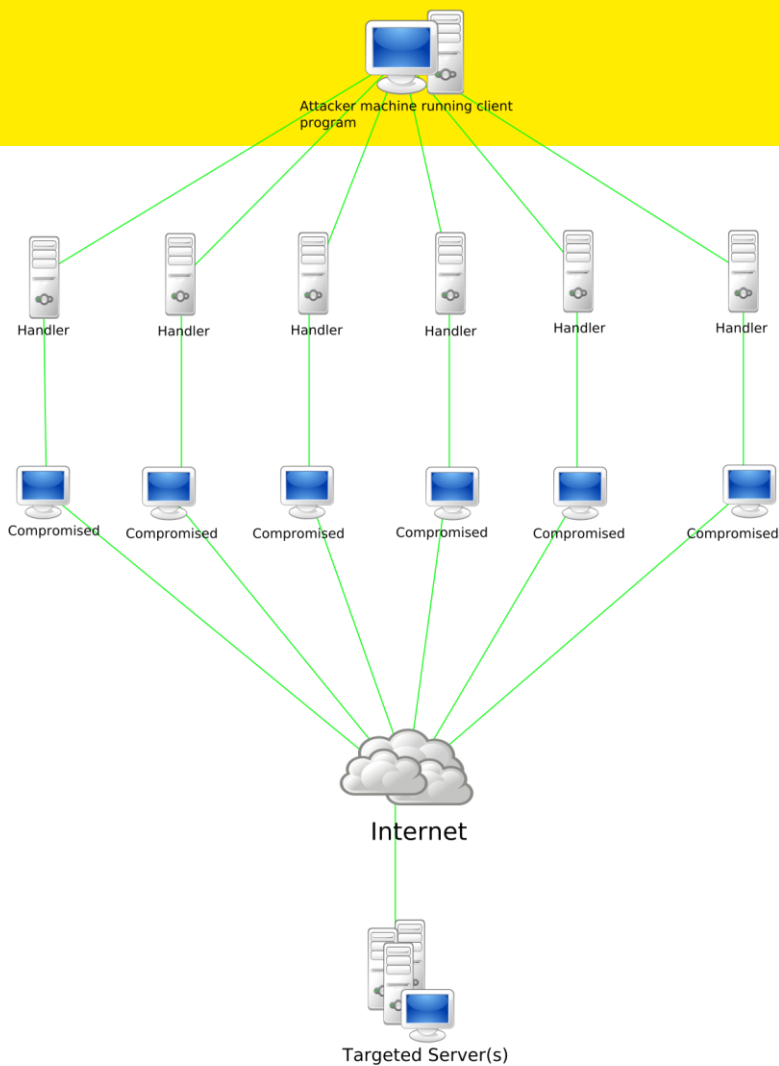 Attacker machine running client
program
Handler
Handler
Handler
Handler
Handler
Handler
Compromised
Compromised
Compromised
Compromised
Compromised
Compromised
Internet
Targeted Server(s)